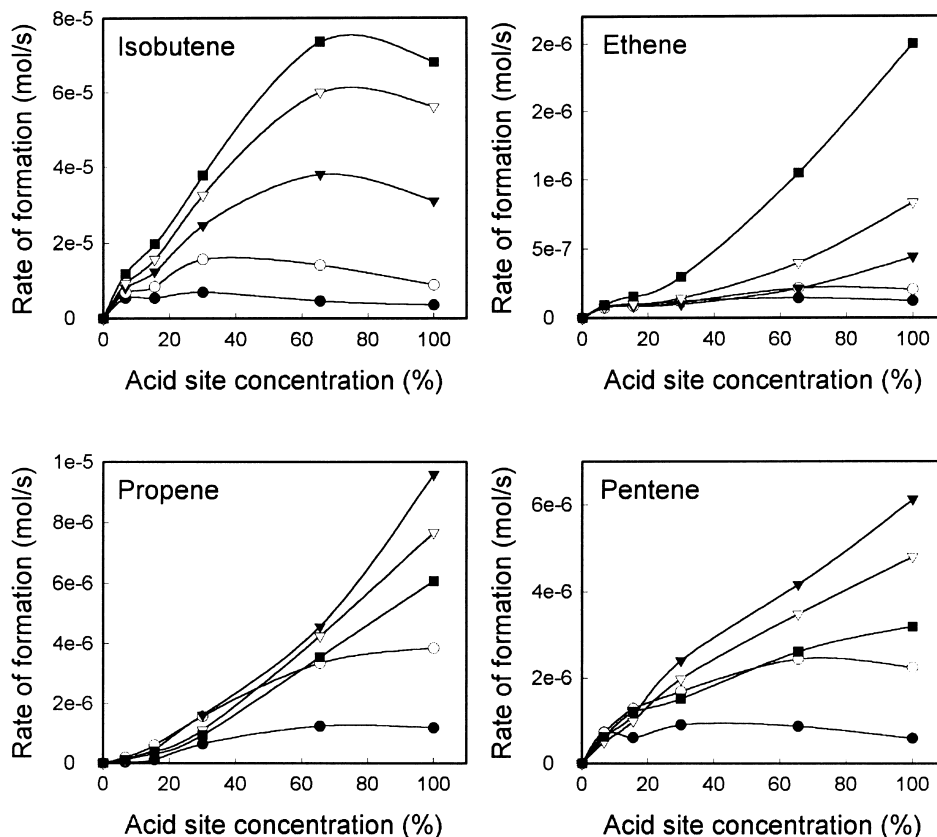 Isobutene
Rate of formation (mol/s)
8e-5
6e-5
4e-5
2e-5
0
0 20 40 60 80 100
Acid site concentration (%)
Ethene
Rate of formation (mol/s)
2e-6
2e-6
1e-6
5e-7
0
0 20 40 60 80 100
Acid site concentration (%)
Propene
Rate of formation (mol/s)
1e-5
8e-6
6e-6
4e-6
2e-6
0
0 20 40 60 80 100
Acid site concentration (%)
Pentene
Rate of formation (mol/s)
6e-6
4e-6
2e-6
0
0 20 40 60 80 100
Acid site concentration (%)